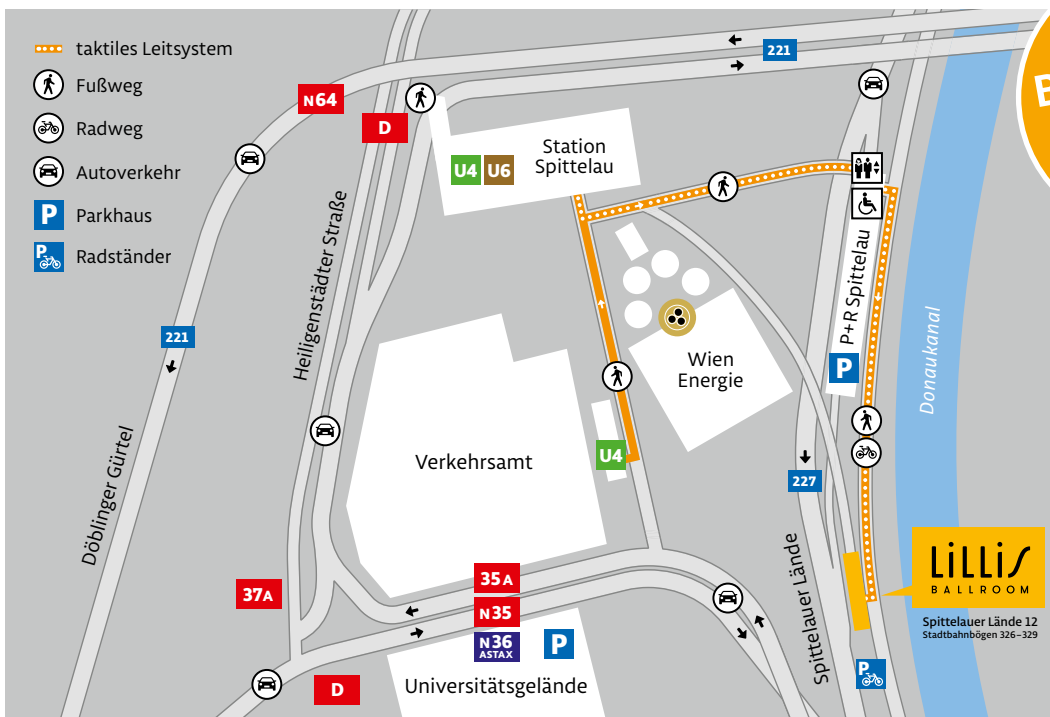 taktiles Leitsystem
Fußweg
Radweg
Autoverkehr
P
Parkhaus
P
Radständer
N64
D
221
B
U4
U6
Station
Spittelau
Heiligenstädter Straße
221
P+R Spittelau
P
Donaukanal
Wien
Energie
Verkehrsamt
U4
227
Döblinger Gürtel
Spittelauer Lände
LiLLiS
BALLROOM
Spittelauer Lände 12
Stadtbahnbögen 326–329
37A
35A
N35
N36
ASTAX
P
D
Universitätsgelände
P